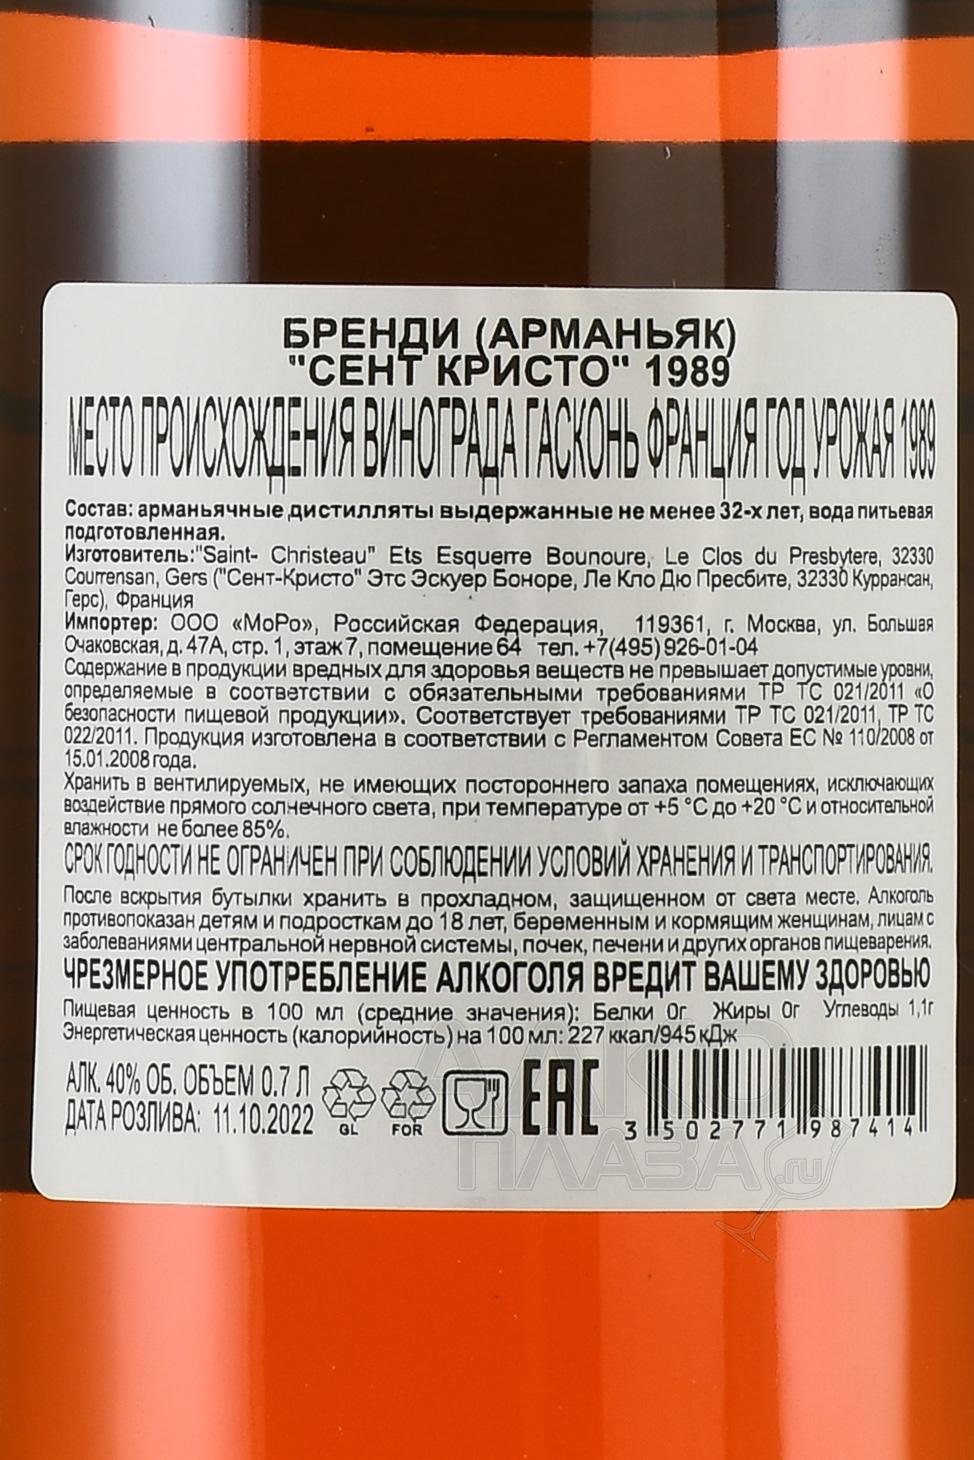 БРЕНДИ (АРМАНЬЯК)
"СЕНТ КРИСТО" 1989
МЕСТО ПРОИСХОЖДЕНИЯ ВИНОГРАДА ГАСКОНЬ ФРАНЦИЯ ГОД УРОЖАЯ 1989
Состав: арманьячные дистилляты выдержанные не менее 32-х лет, вода питьевая
подготовленная.
Изготовитель:"Saint- Christeau" Ets Esquerre Bounoure, Le Clos du Presbytere, 32330
Courrensan, Gers ("Сент-Кристо" Этс Эскуер Боноре, Ле Кло Дю Пресбите, 32330 Куррансан,
Герс), Франция
Импортер: ООО «МоРо», Российская Федерация, 119361, г. Москва, ул. Большая
Очаковская, д. 47А, стр. 1, этаж 7, помещение 64 тел. +7(495) 926-01-04
Содержание в продукции вредных для здоровья веществ не превышает допустимые уровни,
определяемые в соответствии с обязательными требованиями ТР ТС 021/2011 «О
безопасности пищевой продукции». Соответствует требованиями ТР ТС 021/2011, ТР ТС
022/2011. Продукция изготовлена в соответствии с Регламентом Совета ЕС № 110/2008 от
15.01.2008 года.
Хранить в вентилируемых, не имеющих постороннего запаха помещениях, исключающих
воздействие прямого солнечного света, при температуре от +5 °С до +20 °С и относительной
влажности не более 85%.
СРОК ГОДНОСТИ НЕ ОГРАНИЧЕН ПРИ СОБЛЮДЕНИИ УСЛОВИЙ ХРАНЕНИЯ И ТРАНСПОРТИРОВАНИЯ.
После вскрытия бутылки хранить в прохладном, защищенном от света месте. Алкоголь
противопоказан детям и подросткам до 18 лет, беременным и кормящим женщинам, лицам с
заболеваниями центральной нервной системы, почек, печени и других органов пищеварения.
ЧРЕЗМЕРНОЕ УПОТРЕБЛЕНИЕ АЛКОГОЛЯ ВРЕДИТ ВАШЕМУ ЗДОРОВЬЮ
Пищевая ценность в 100 мл (средние значения): Белки 0г Жиры 0г Углеводы 1,1г
Энергетическая ценность (калорийность) на 100 мл: 227 ккал/945 кДж
АЛК. 40% ОБ. ОБЪЕМ 0.7 Л
ДАТА РОЗЛИВА: 11.10.2022
GL FOR
EAC
3 502771 987414
АЛКО
ПЛАЗА.ru